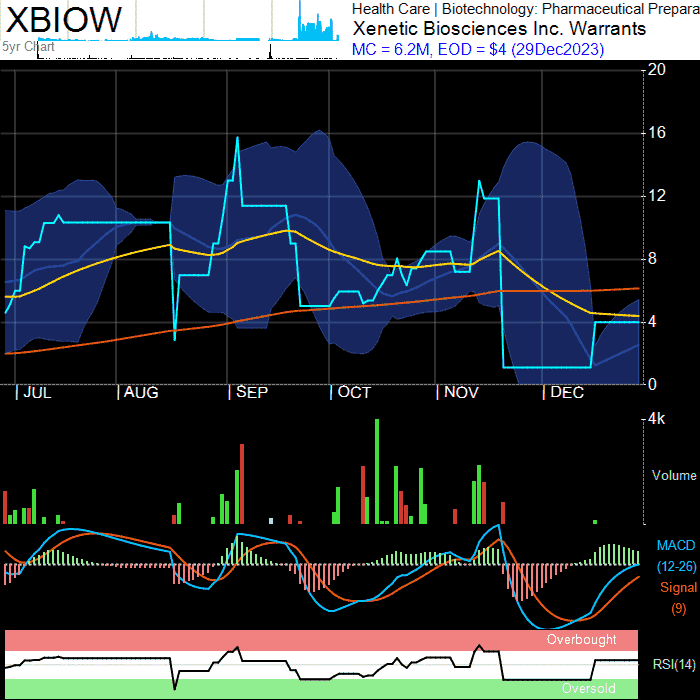 XBIOW
5yr Chart
Health Care | Biotechnology: Pharmaceutical Prepara
Xenetic Biosciences Inc. Warrants
MC = 6.2M, EOD = $4 (29Dec2023)
20
16
12
8
4
0
| JUL | AUG | SEP | OCT | NOV | DEC
4k
Volume
MACD
(12-26)
Signal
(9)
Overbought
RSI(14)
Oversold